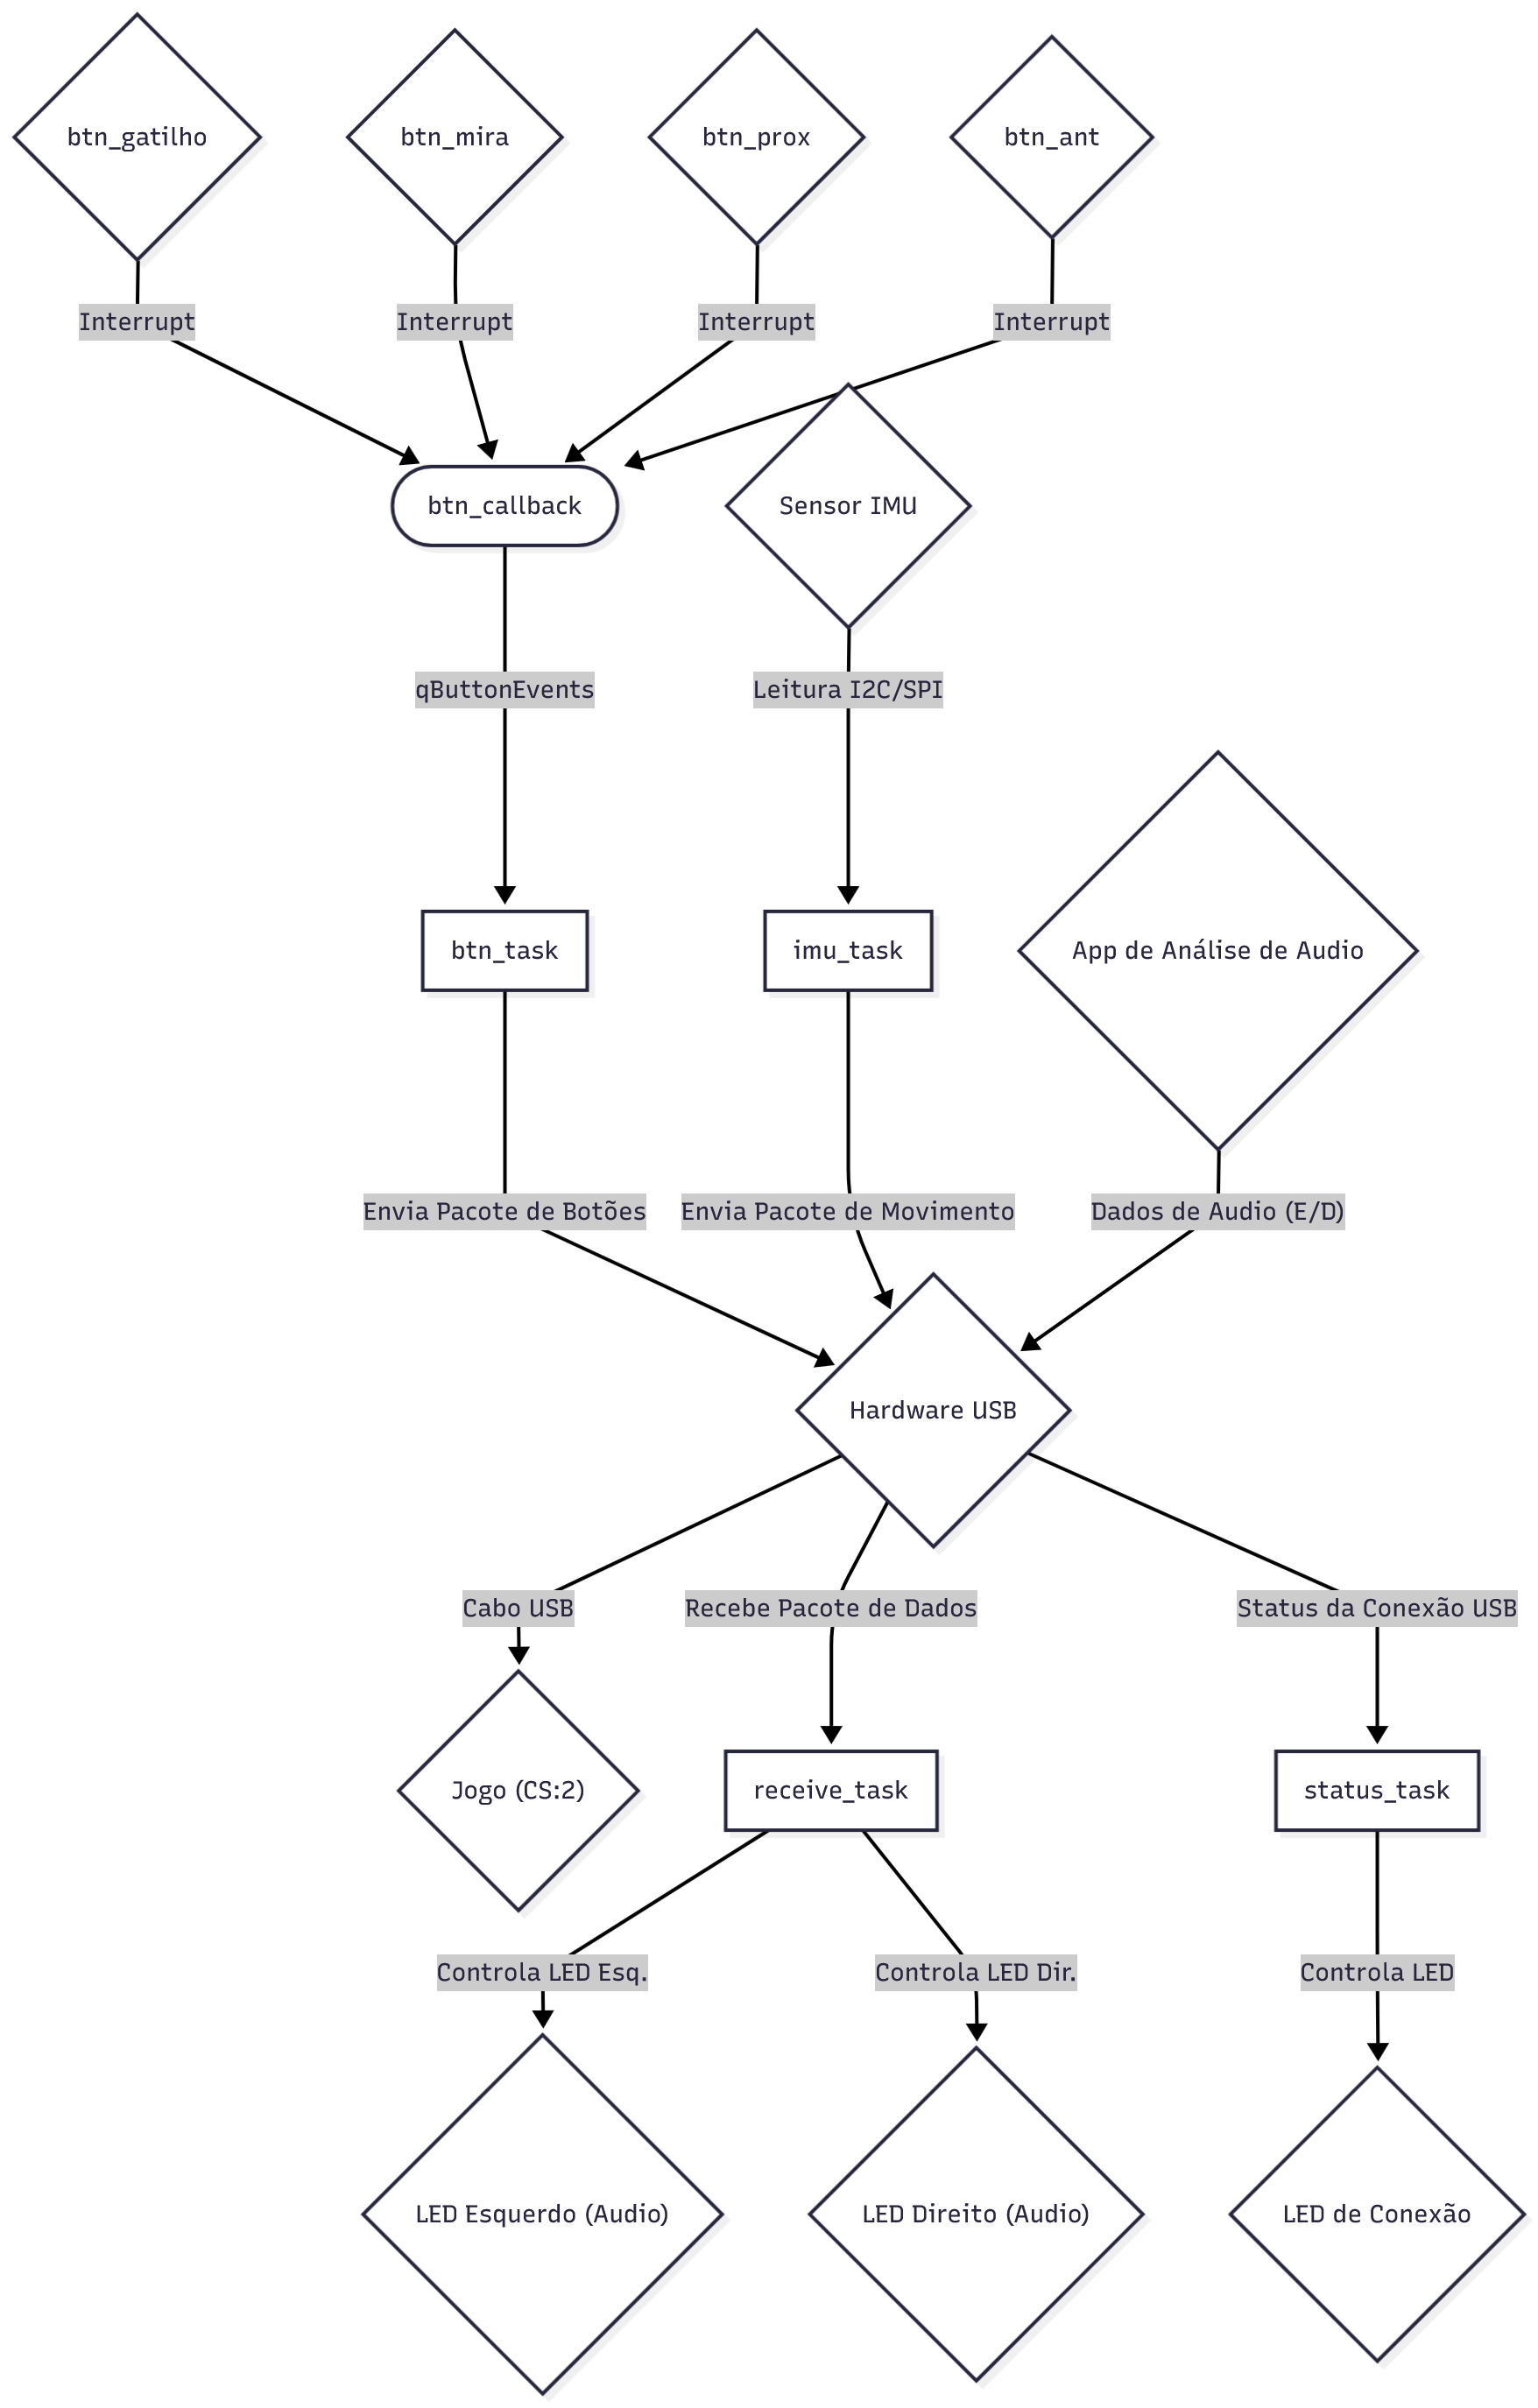 btn_gatilho
btn_mira
btn_prox
btn_ant
Interrupt
Interrupt
Interrupt
Interrupt
btn_callback
Sensor IMU
qButtonEvents
Leitura I2C/SPI
btn_task
imu_task
App de Análise de Audio
Envia Pacote de Botões
Envia Pacote de Movimento
Dados de Audio (E/D)
Hardware USB
Cabo USB
Recebe Pacote de Dados
Status da Conexão USB
Jogo (CS:2)
receive_task
status_task
Controla LED Esq.
Controla LED Dir.
Controla LED
LED Esquerdo (Audio)
LED Direito (Audio)
LED de Conexão